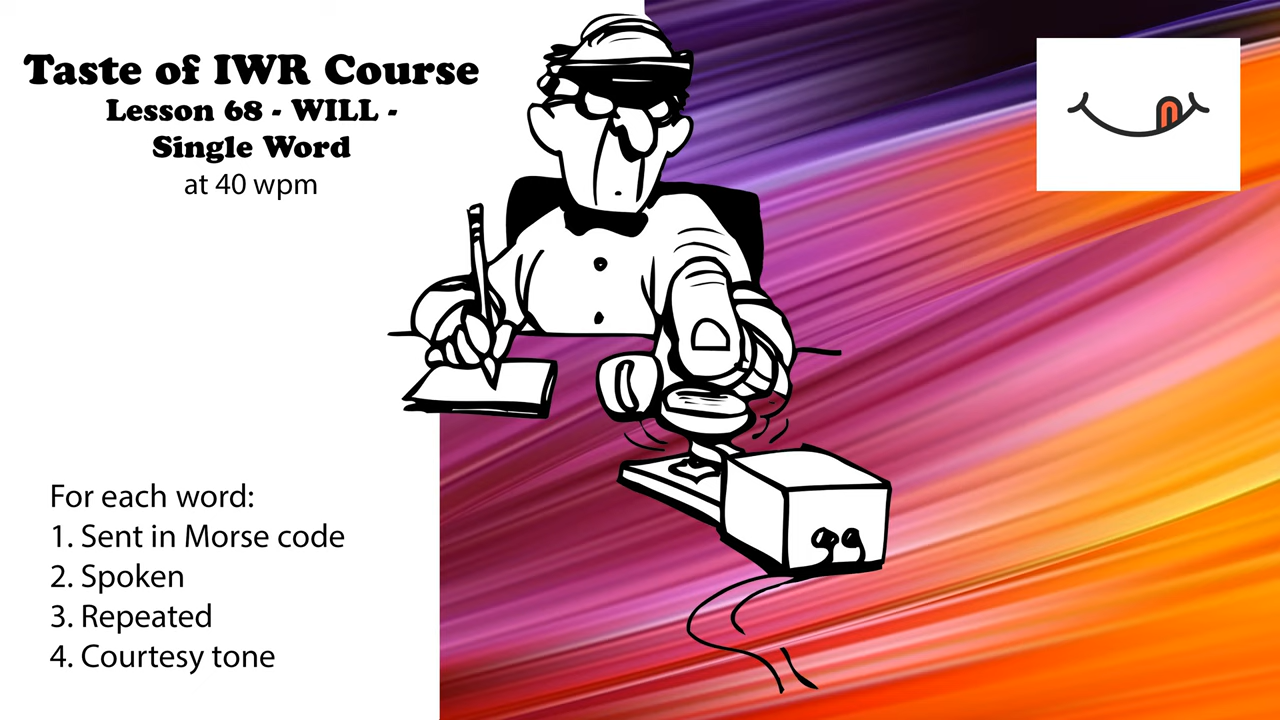 Taste of IWR Course
Lesson 68 - WILL -
Single Word
at 40 wpm
For each word:
1. Sent in Morse code
2. Spoken
3. Repeated
4. Courtesy tone